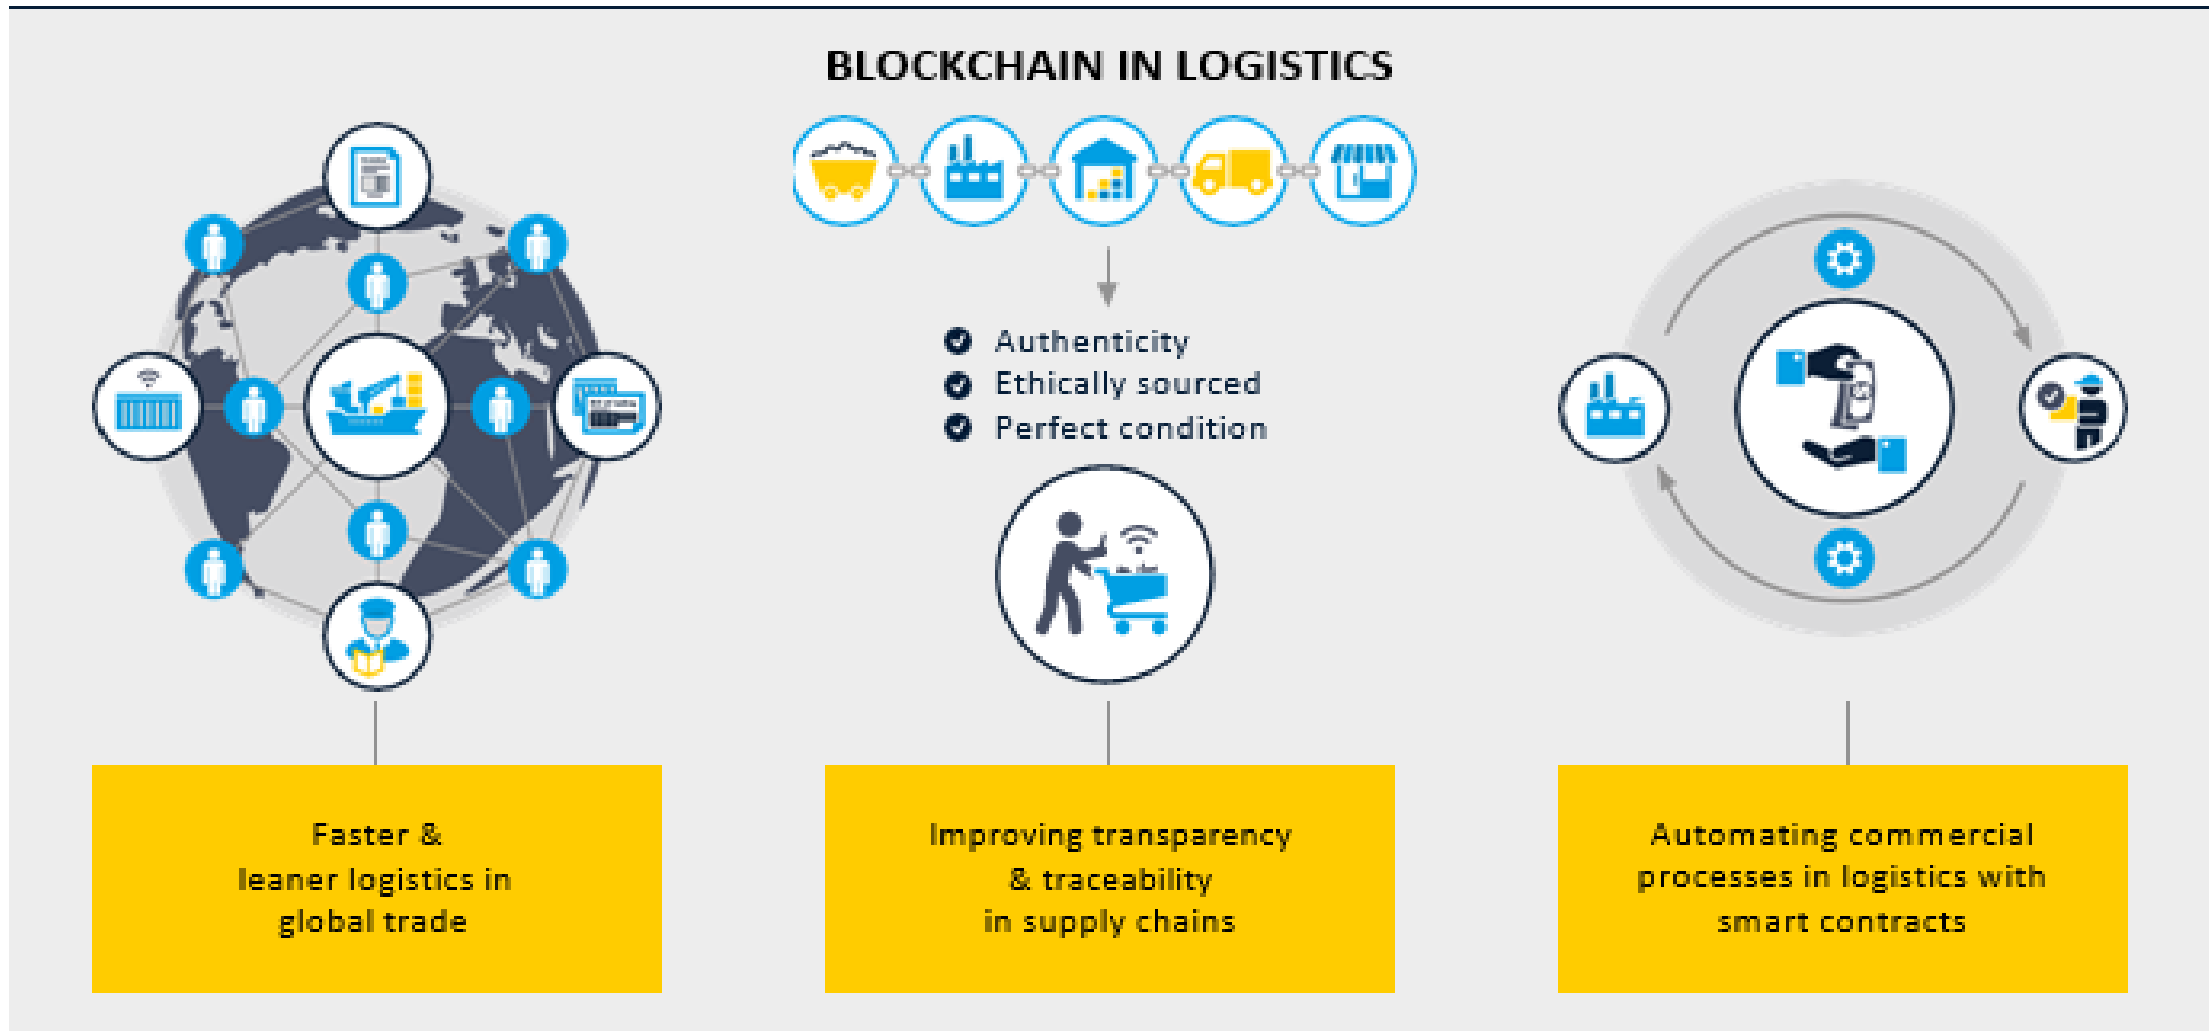 BLOCKCHAIN IN LOGISTICS
Authenticity
Ethically sourced
Perfect condition
Faster &
leaner logistics in
global trade
Improving transparency
& traceability
in supply chains
Automating commercial
processes in logistics with
smart contracts